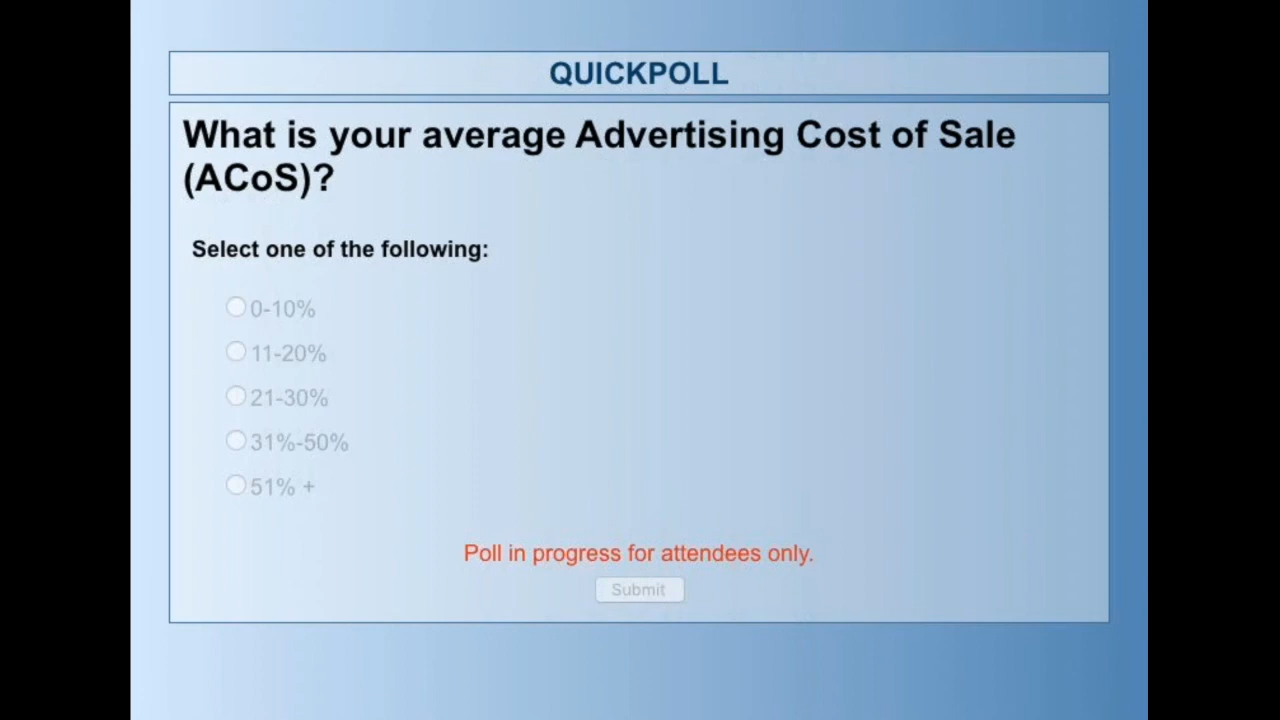 QUICKPOLL
What is your average Advertising Cost of Sale
(ACoS)?
Select one of the following:
0-10%
11-20%
21-30%
31%-50%
51% +
Poll in progress for attendees only.
Submit